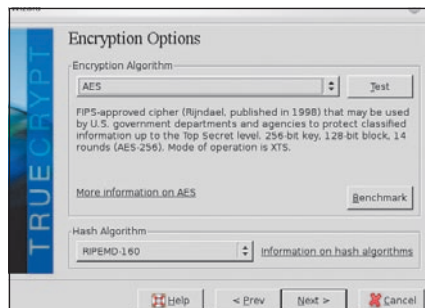 Encryption Options
Encryption Algorithm
AES
Test
FIPS-approved cipher (Rijndael, published in 1998) that may be used
by U.S. government departments and agencies to protect classified
information up to the Top Secret level. 256-bit key, 128-bit block, 14
rounds (AES-256). Mode of operation is XTS.
More information on AES
Benchmark
Hash Algorithm
RIPEMD-160
Information on hash algorithms
TRUECRYPT
Help
< Prev
Next >
Cancel